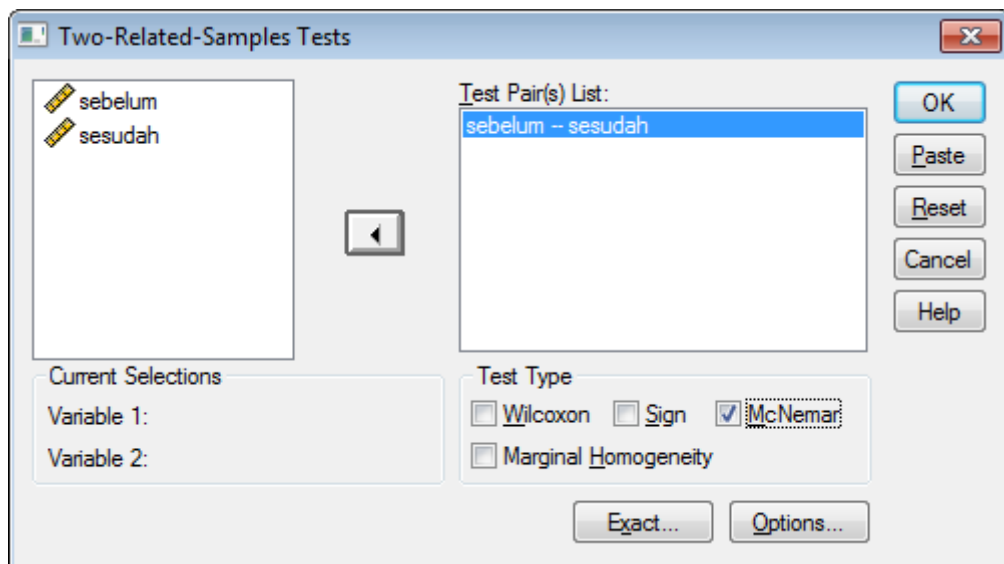 Two-Related-Samples Tests
sebelum
sesudah
Test Pair(s) List:
sebelum -- sesudah
OK
Paste
Reset
Cancel
Help
Current Selections
Variable 1:
Variable 2:
Test Type
Wilcoxon
Sign
McNemar
Marginal Homogeneity
Exact...
Options...